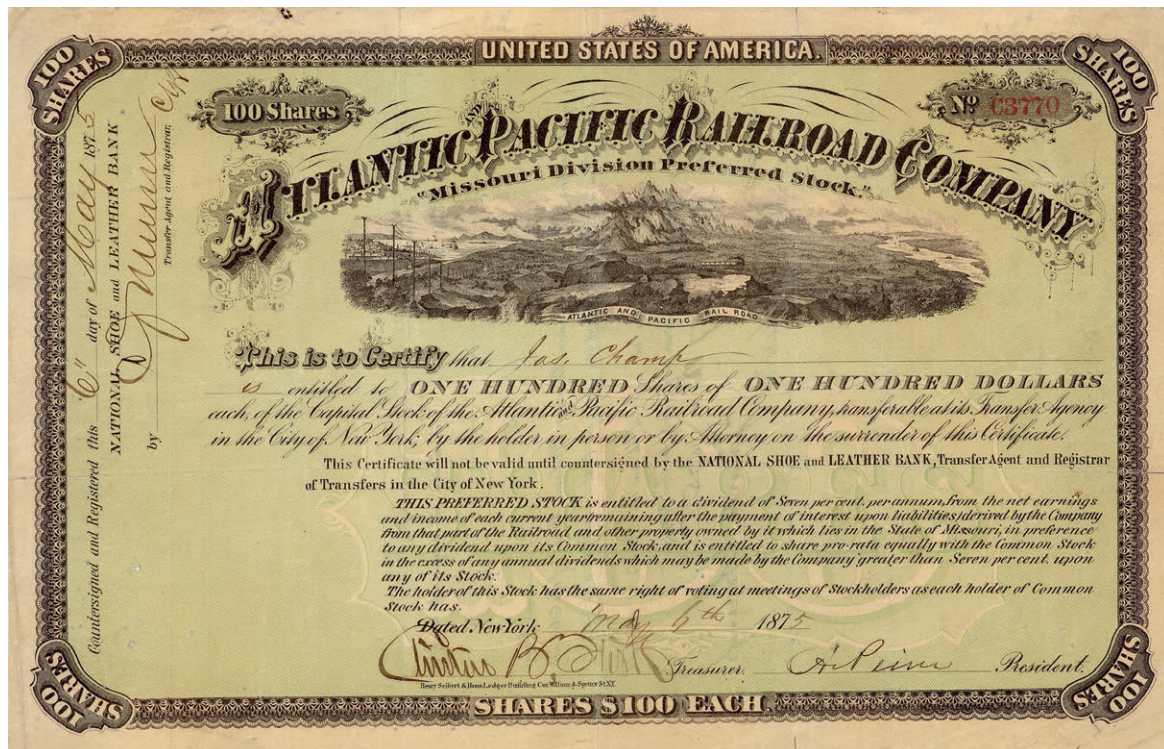 UNITED STATES OF AMERICA.
100 SHARES
100 SHARES
100 Shares
No C3770
ATLANTIC AND PACIFIC RAILROAD COMPANY
"Missouri Division Preferred Stock."
ATLANTIC AND PACIFIC RAIL ROAD
This is to Certify that Jas. Champ
is entitled to ONE HUNDRED Shares of ONE HUNDRED DOLLARS
each, of the Capital Stock of the Atlantic and Pacific Railroad Company, transferable at its Transfer Agency
in the City of New York, by the holder in person or by Attorney on the surrender of this Certificate.
This Certificate will not be valid until countersigned by the NATIONAL SHOE and LEATHER BANK, Transfer Agent and Registrar
of Transfers in the City of New York.
THIS PREFERRED STOCK is entitled to a dividend of Seven per cent. per annum, from the net earnings
and income of each current year (remaining after the payment of interest upon liabilities) derived by the Company
from that part of the Railroad and other property owned by it which lies in the State of Missouri, in preference
to any dividend upon its Common Stock, and is entitled to share pro-rata equally with the Common Stock
in the excess of any annual dividends which may be made by the Company greater than Seven per cent. upon
any of its Stock.
The holder of this Stock has the same right of voting at meetings of Stockholders as each holder of Common
Stock has.
Dated New York May 6th 1875
Treasurer. President.
Henry Seibert & Bros. Ledger Building Cor. William & Spruce St. N.Y.
SHARES $100 EACH.
100 SHARES
100 SHARES
Countersigned and Registered this 6" day of May 1875
NATIONAL SHOE and LEATHER BANK
by
Transfer Agent and Registrar,